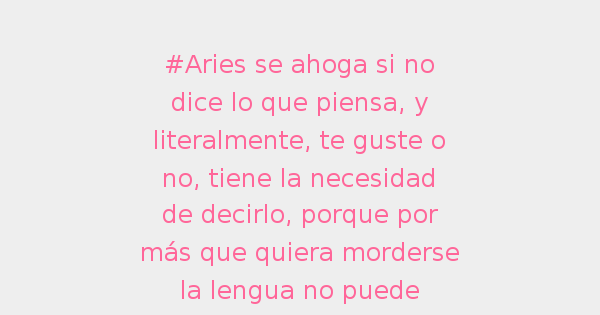 #Aries se ahoga si no
dice lo que piensa, y
literalmente, te guste o
no, tiene la necesidad
de decirlo, porque por
más que quiera morderse
la lengua no puede